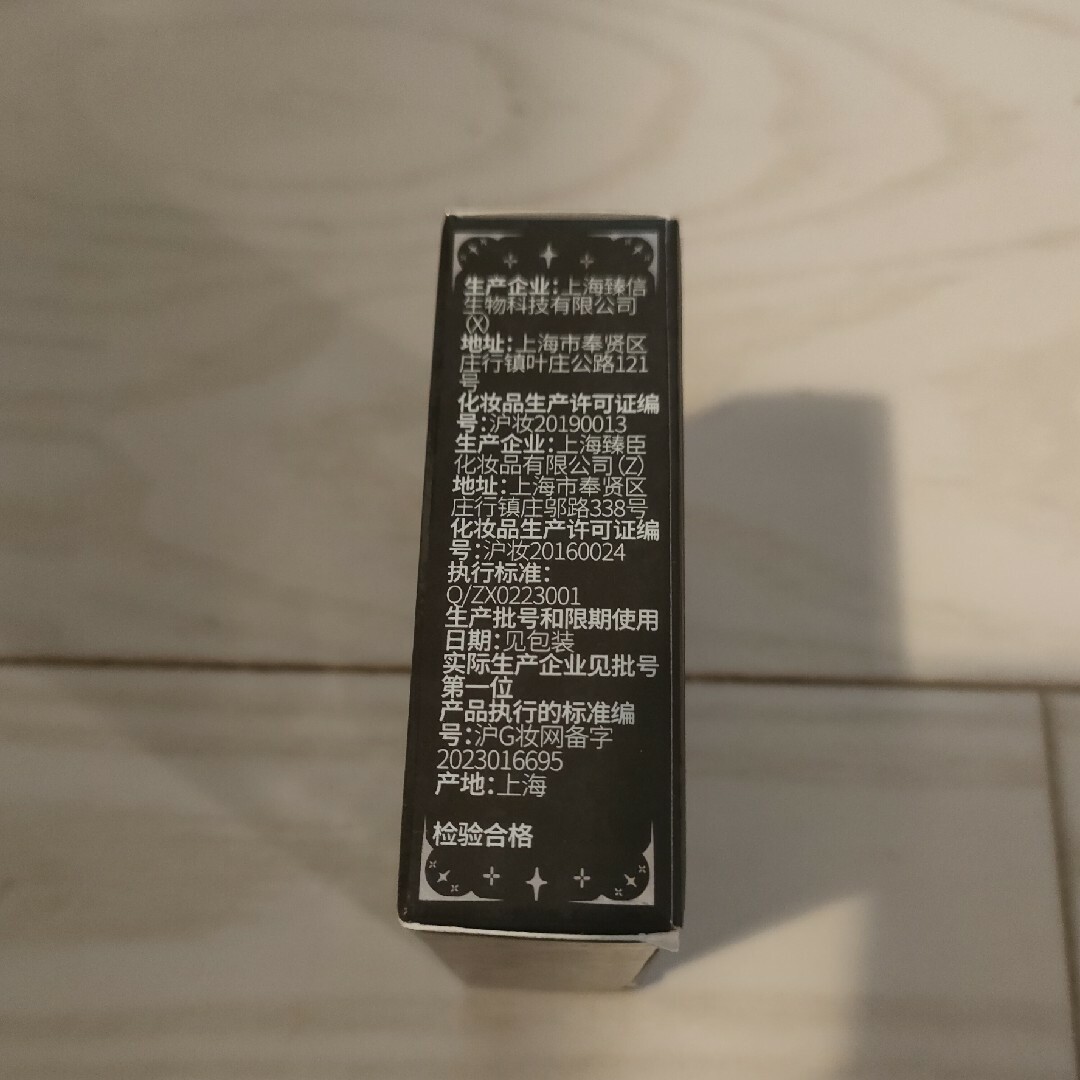 生产企业：上海臻信
生物科技有限公司
(X)
地址：上海市奉贤区
庄行镇叶庄公路121
号
化妆品生产许可证编
号：沪妆20190013
生产企业：上海臻臣
化妆品有限公司(Z)
地址：上海市奉贤区
庄行镇庄邬路338号
化妆品生产许可证编
号：沪妆20160024
执行标准：
Q/ZX0223001
生产批号和限期使用
日期：见包装
实际生产企业见批号
第一位
产品执行的标准编
号：沪G妆网备字
2023016695
产地：上海
检验合格